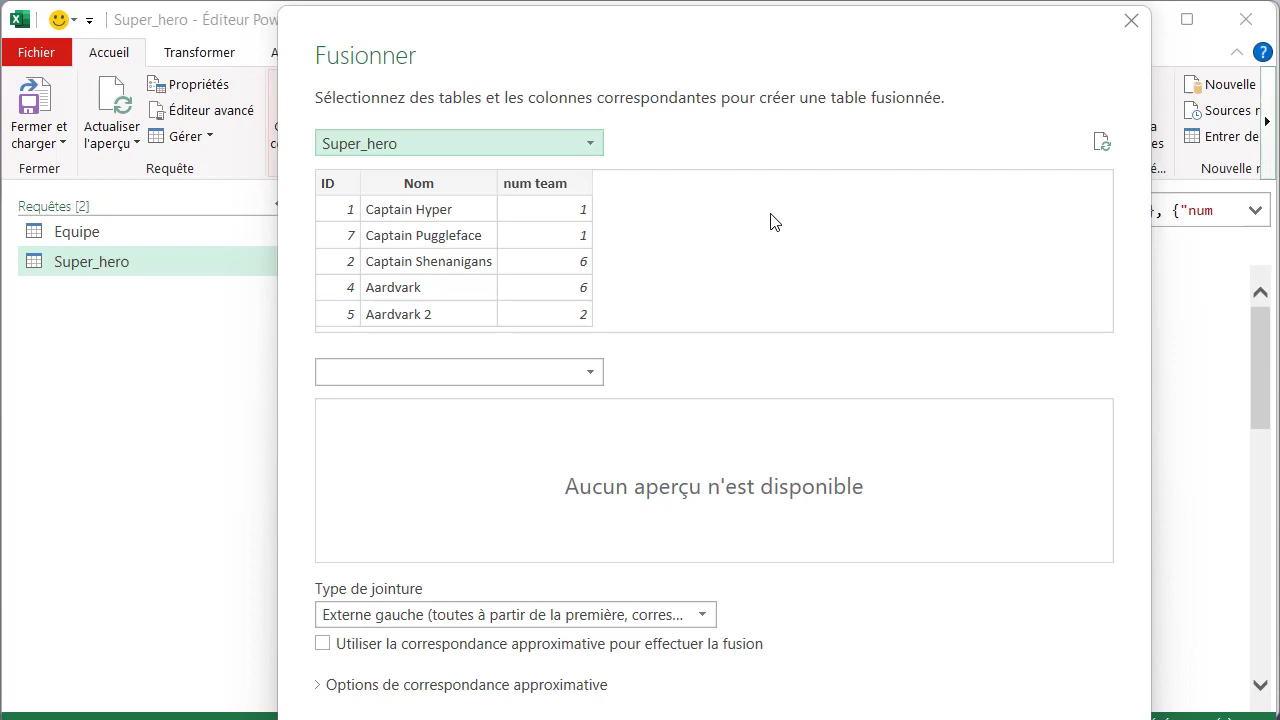 Super_hero - Éditeur Pow
Fichier
Accueil
Transformer
A
Fermer et
charger
Fermer
Actualiser
l'aperçu
Propriétés
Éditeur avancé
Gérer
Requête
Nouvelle
Sources r
Entrer de
Nouvelle r
Requêtes [2]
Equipe
Super_hero
}, {"num
Fusionner
Sélectionnez des tables et les colonnes correspondantes pour créer une table fusionnée.
Super_hero
ID Nom num team
1 Captain Hyper 1
7 Captain Puggleface 1
2 Captain Shenanigans 6
4 Aardvark 6
5 Aardvark 2 2
Aucun aperçu n'est disponible
Type de jointure
Externe gauche (toutes à partir de la première, corres...
Utiliser la correspondance approximative pour effectuer la fusion
Options de correspondance approximative